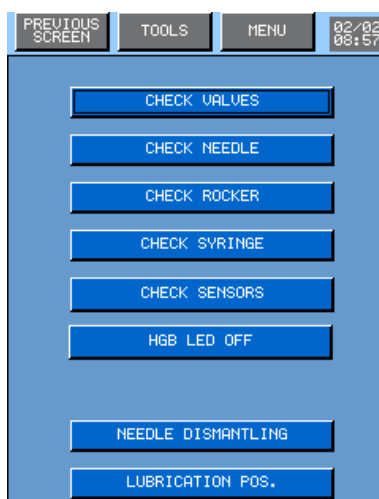 PREVIOUS
SCREEN
TOOLS
MENU
02/02
08:57
CHECK VALVES
CHECK NEEDLE
CHECK ROCKER
CHECK SYRINGE
CHECK SENSORS
HGB LED OFF
NEEDLE DISMANTLING
LUBRICATION POS.